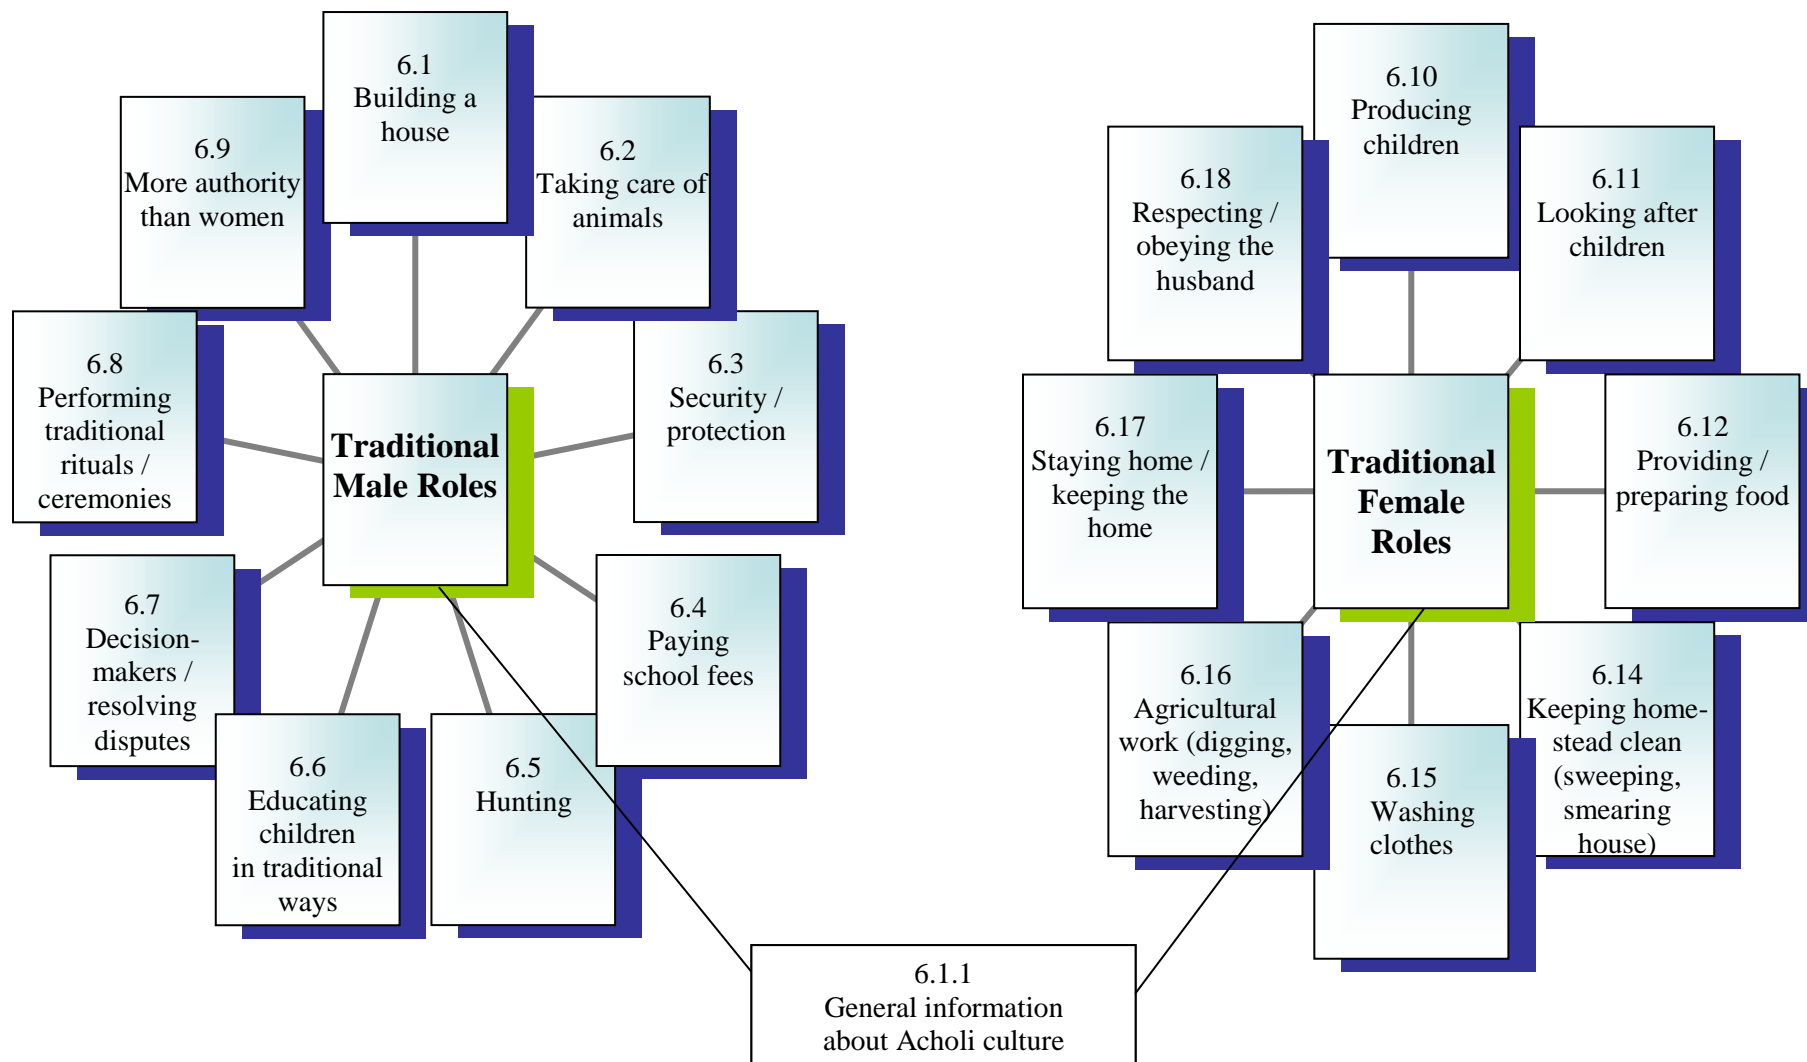 6.1
Building a
house
6.2
Taking care of
animals
6.3
Security /
protection
6.4
Paying
school fees
6.5
Hunting
6.6
Educating
children
in traditional
ways
6.7
Decision-
makers /
resolving
disputes
6.8
Performing
traditional
rituals /
ceremonies
6.9
More authority
than women
Traditional
Male Roles
6.10
Producing
children
6.11
Looking after
children
6.12
Providing /
preparing food
6.14
Keeping home-
stead clean
(sweeping,
smearing
house)
6.15
Washing
clothes
6.16
Agricultural
work (digging,
weeding,
harvesting)
6.17
Staying home /
keeping the
home
6.18
Respecting /
obeying the
husband
Traditional
Female
Roles
6.1.1
General information
about Acholi culture